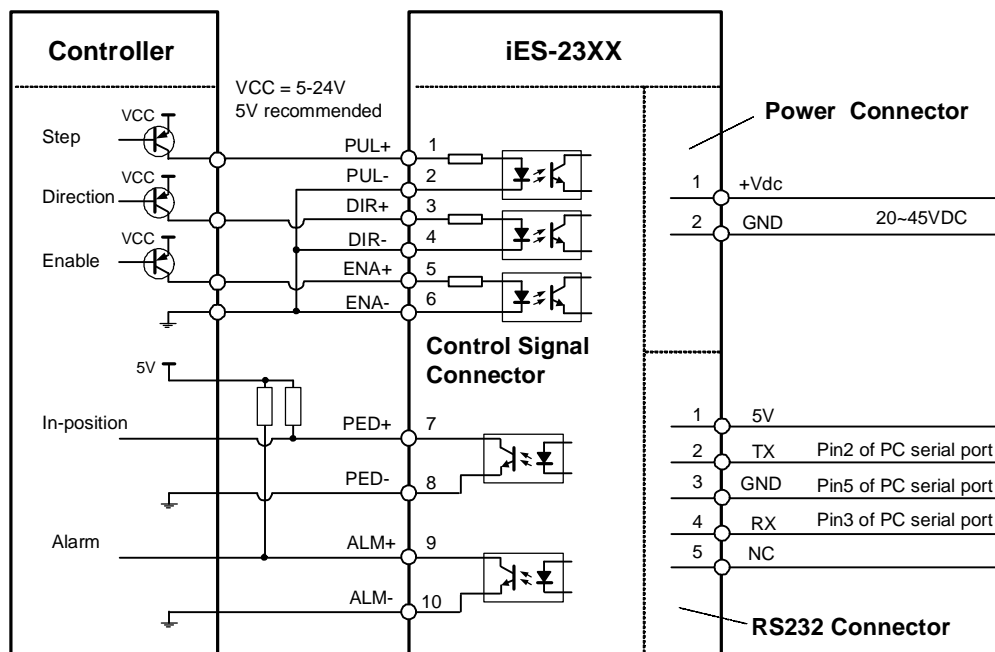 Controller
iES-23XX
VCC = 5-24V
5V recommended
Power Connector
VCC
Step
PUL+
1
PUL-
2
1
+Vdc
VCC
Direction
DIR+
3
2
GND
20~45VDC
DIR-
4
VCC
Enable
ENA+
5
ENA-
6
Control Signal
Connector
5V
In-position
PED+
7
1
5V
2
TX
Pin2 of PC serial port
PED-
8
3
GND
Pin5 of PC serial port
4
RX
Pin3 of PC serial port
Alarm
ALM+
9
5
NC
ALM-
10
RS232 Connector